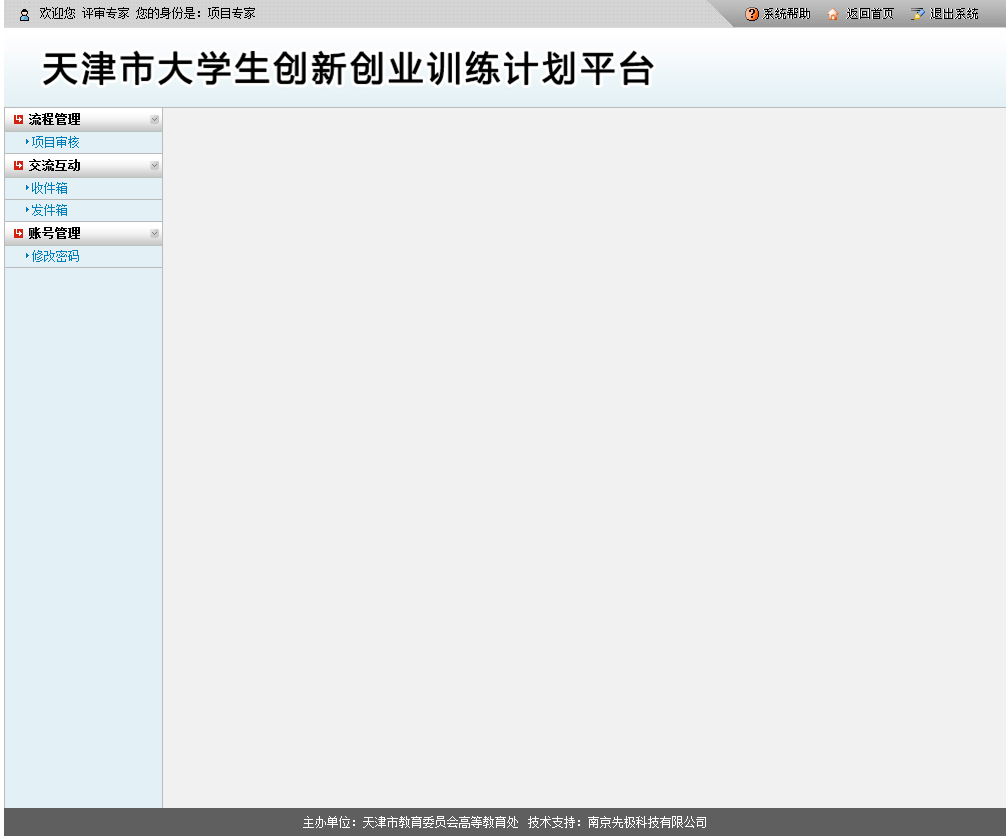 欢迎您 评审专家 您的身份是：项目专家 系统帮助 返回首页 退出系统
天津市大学生创新创业训练计划平台
流程管理
项目审核
交流互动
收件箱
发件箱
账号管理
修改密码
主办单位：天津市教育委员会高等教育处 技术支持：南京先极科技有限公司